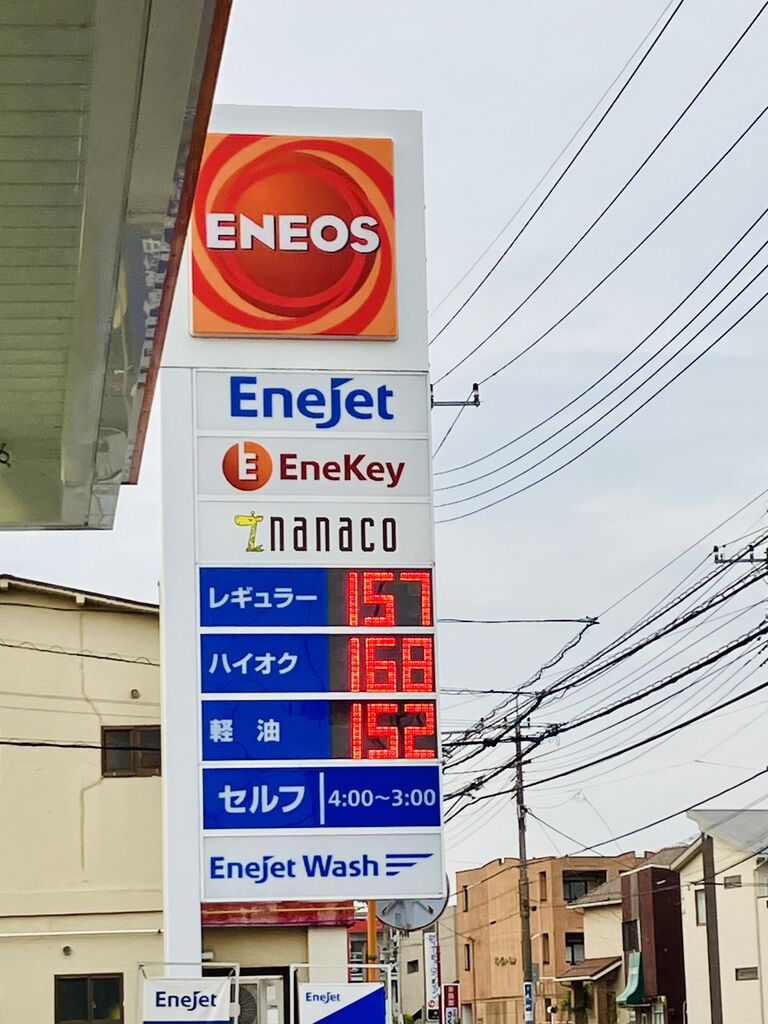 ENEOS
EneJet
EneKey
nanaco
レギュラー 157
ハイオク 168
軽油 152
セルフ 4:00～3:00
EneJet Wash
EneJet
EneJet